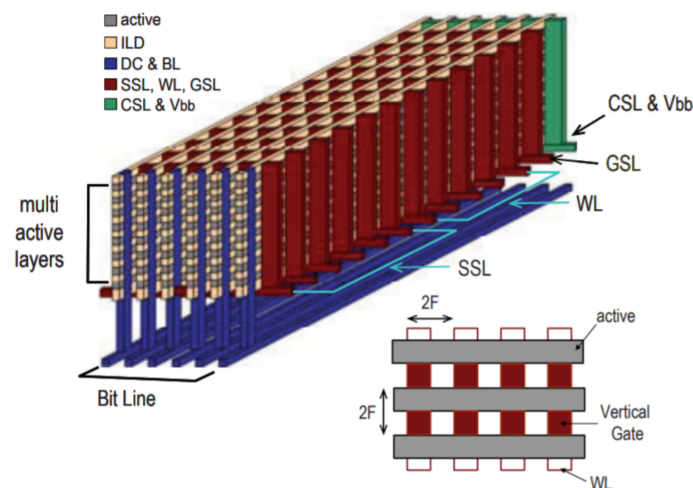 active
ILD
DC & BL
SSL, WL, GSL
CSL & Vbb
CSL & Vbb
GSL
WL
SSL
multi
active
layers
Bit Line
2F
active
2F
Vertical
Gate
WL